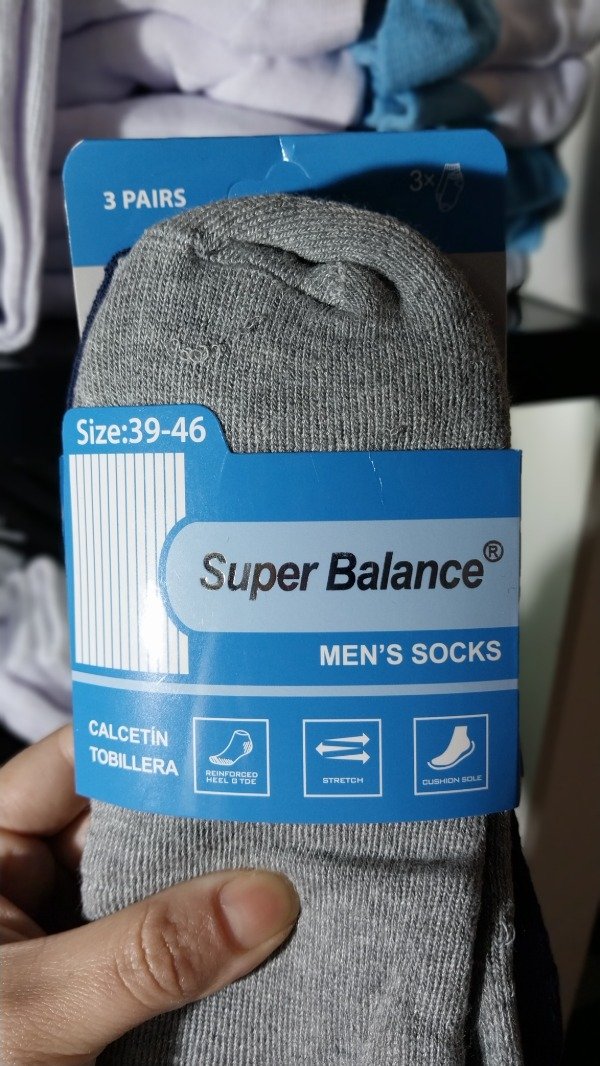 3 PAIRS
3×
Size:39-46
Super Balance®
MEN'S SOCKS
CALCETÍN
TOBILLERA
REINFORCED
HEEL & TOE
STRETCH
CUSHION SOLE